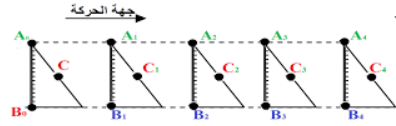 جهة الحركة
A₀ A₁ A₂ A₃ A₄
C C₁ C₂ C₃ C₄
B₀ B₁ B₂ B₃ B₄